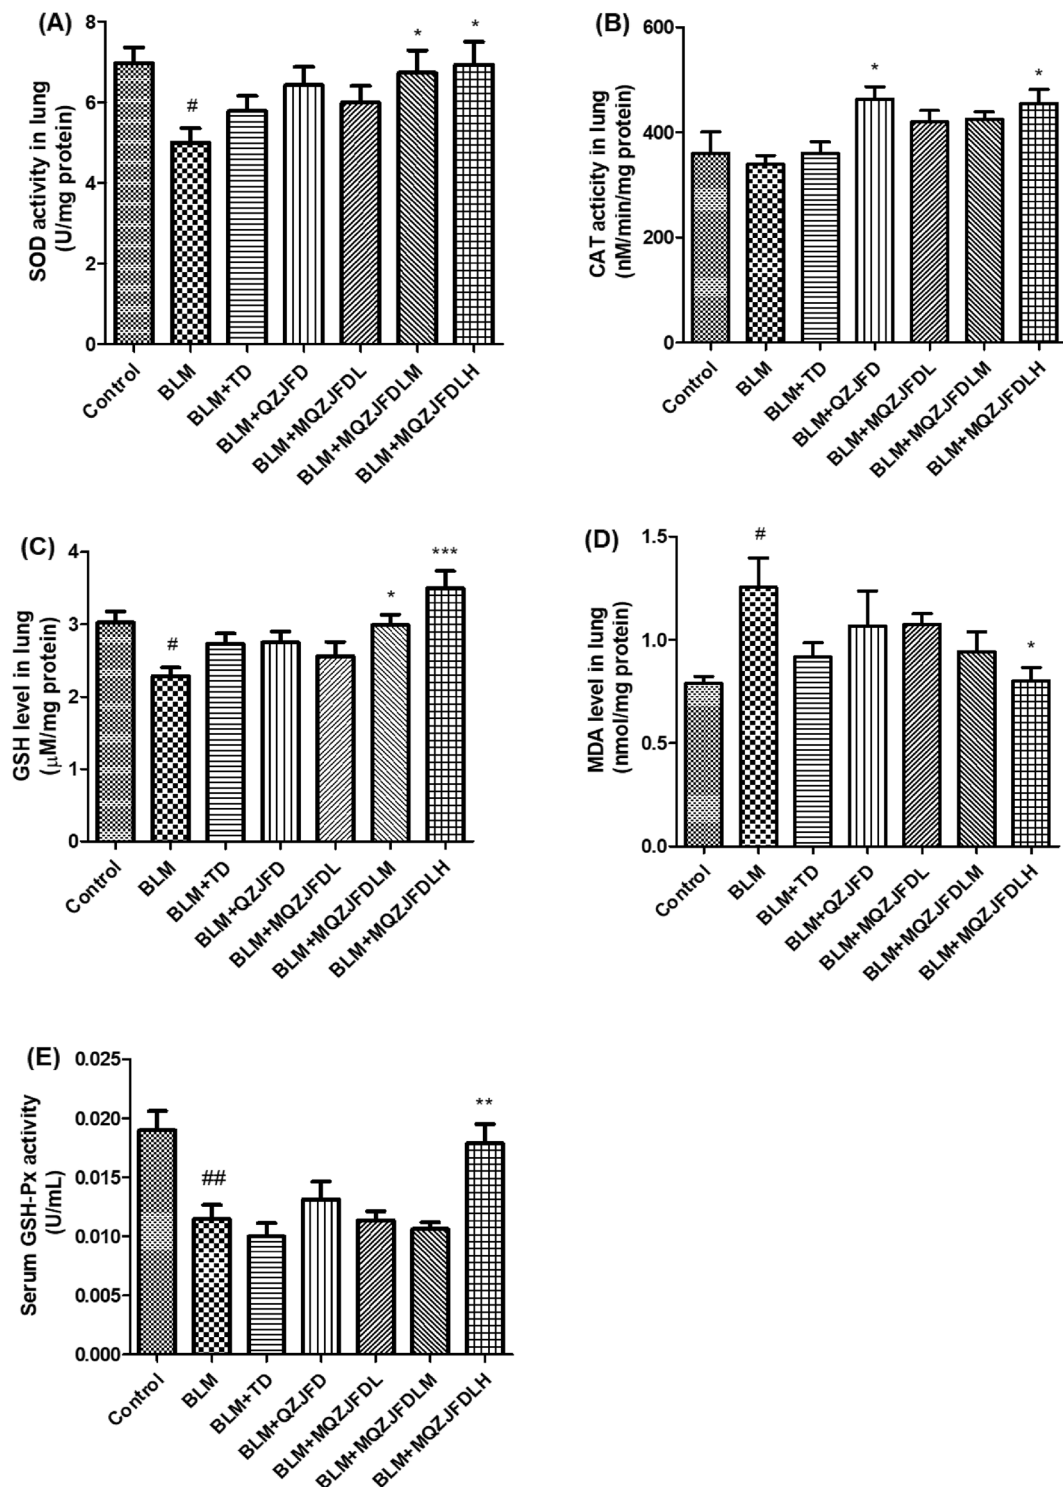 (A)
SOD activity in lung
(U/mg protein)
8
6
4
2
0
#
*
*
Control
BLM
BLM+TD
BLM+QZJFD
BLM+MQZJFDL
BLM+MQZJFDLM
BLM+MQZJFDLH
(B)
CAT acticity in lung
(nM/min/mg protein)
600
400
200
0
*
*
Control
BLM
BLM+TD
BLM+QZJFD
BLM+MQZJFDL
BLM+MQZJFDLM
BLM+MQZJFDLH
(C)
GSH level in lung
(μM/mg protein)
4
3
2
1
0
#
*
***
Control
BLM
BLM+TD
BLM+QZJFD
BLM+MQZJFDL
BLM+MQZJFDLM
BLM+MQZJFDLH
(D)
MDA level in lung
(nmol/mg protein)
1.5
1.0
0.5
0.0
#
*
Control
BLM
BLM+TD
BLM+QZJFD
BLM+MQZJFDL
BLM+MQZJFDLM
BLM+MQZJFDLH
(E)
Serum GSH-Px activity
(U/mL)
0.025
0.020
0.015
0.010
0.005
0.000
##
**
Control
BLM
BLM+TD
BLM+QZJFD
BLM+MQZJFDL
BLM+MQZJFDLM
BLM+MQZJFDLH